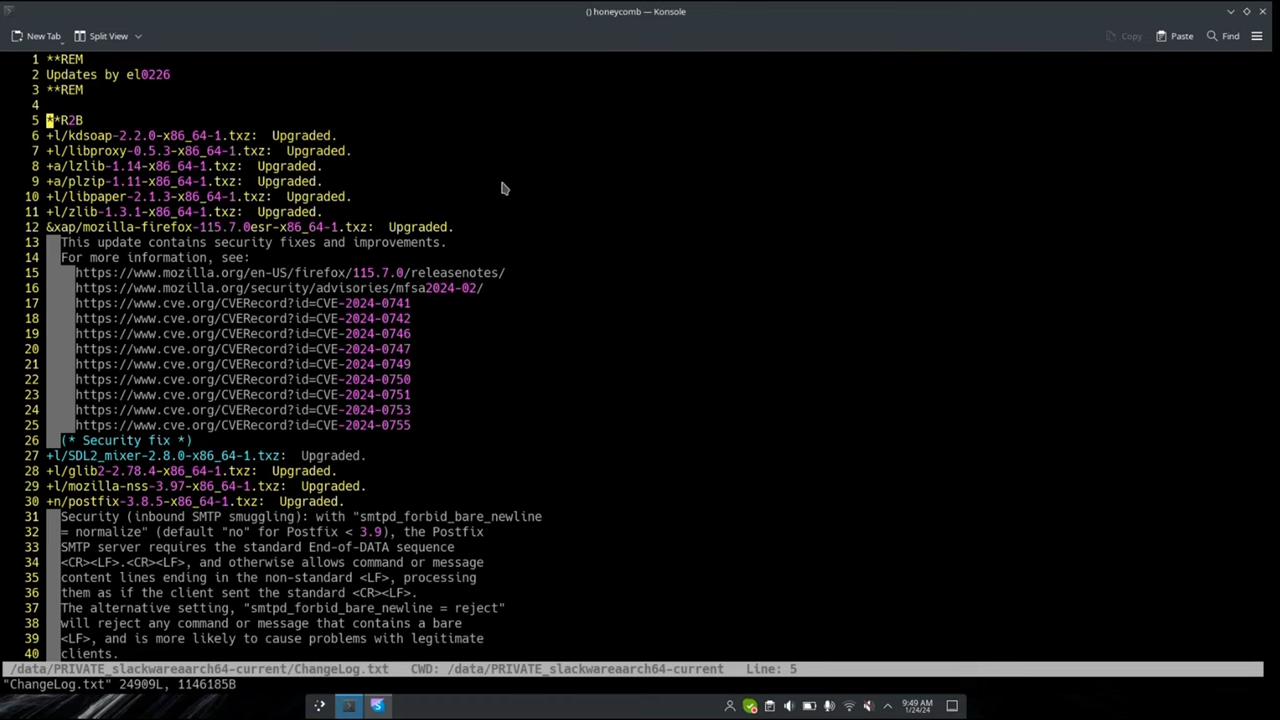 () honeycomb — Konsole
New Tab Split View Copy Paste Find
1 **REM
2 Updates by el0226
3 **REM
4
5 **R2B
6 +l/kdsoap-2.2.0-x86_64-1.txz:  Upgraded.
7 +l/libproxy-0.5.3-x86_64-1.txz:  Upgraded.
8 +a/lzlib-1.14-x86_64-1.txz:  Upgraded.
9 +a/plzip-1.11-x86_64-1.txz:  Upgraded.
10 +l/libpaper-2.1.3-x86_64-1.txz:  Upgraded.
11 +l/zlib-1.3.1-x86_64-1.txz:  Upgraded.
12 &xap/mozilla-firefox-115.7.0esr-x86_64-1.txz:  Upgraded.
13 This update contains security fixes and improvements.
14 For more information, see:
15 https://www.mozilla.org/en-US/firefox/115.7.0/releasenotes/
16 https://www.mozilla.org/security/advisories/mfsa2024-02/
17 https://www.cve.org/CVERecord?id=CVE-2024-0741
18 https://www.cve.org/CVERecord?id=CVE-2024-0742
19 https://www.cve.org/CVERecord?id=CVE-2024-0746
20 https://www.cve.org/CVERecord?id=CVE-2024-0747
21 https://www.cve.org/CVERecord?id=CVE-2024-0749
22 https://www.cve.org/CVERecord?id=CVE-2024-0750
23 https://www.cve.org/CVERecord?id=CVE-2024-0751
24 https://www.cve.org/CVERecord?id=CVE-2024-0753
25 https://www.cve.org/CVERecord?id=CVE-2024-0755
26 (* Security fix *)
27 +l/SDL2_mixer-2.8.0-x86_64-1.txz:  Upgraded.
28 +l/glib2-2.78.4-x86_64-1.txz:  Upgraded.
29 +l/mozilla-nss-3.97-x86_64-1.txz:  Upgraded.
30 +n/postfix-3.8.5-x86_64-1.txz:  Upgraded.
31 Security (inbound SMTP smuggling): with "smtpd_forbid_bare_newline
32 = normalize" (default "no" for Postfix < 3.9), the Postfix
33 SMTP server requires the standard End-of-DATA sequence
34 <CR><LF>.<CR><LF>, and otherwise allows command or message
35 content lines ending in the non-standard <LF>, processing
36 them as if the client sent the standard <CR><LF>.
37 The alternative setting, "smtpd_forbid_bare_newline = reject"
38 will reject any command or message that contains a bare
39 <LF>, and is more likely to cause problems with legitimate
40 clients.
/data/PRIVATE_slackwareaarch64-current/ChangeLog.txt   CWD: /data/PRIVATE_slackwareaarch64-current   Line: 5
"ChangeLog.txt" 24909L, 1146185B
9:49 AM
1/24/24